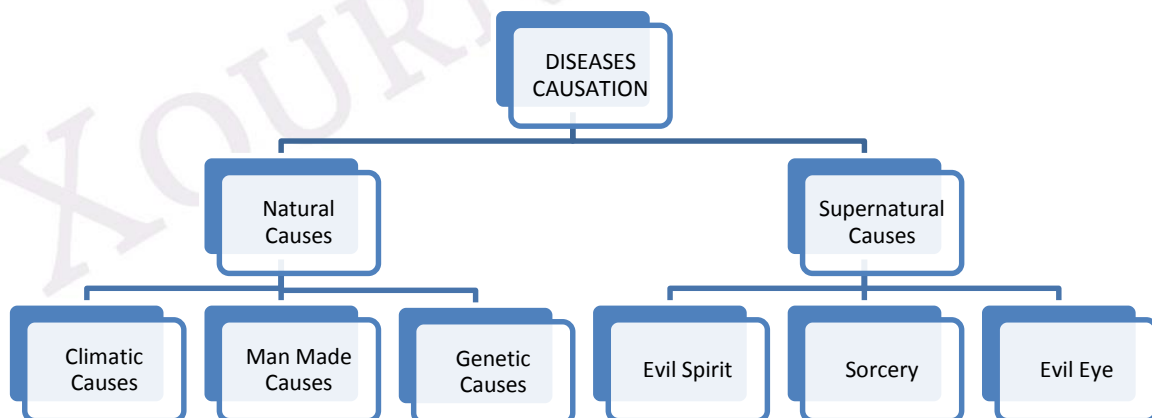 DISEASES
CAUSATION
Natural
Causes
Supernatural
Causes
Climatic
Causes
Man Made
Causes
Genetic
Causes
Evil Spirit
Sorcery
Evil Eye